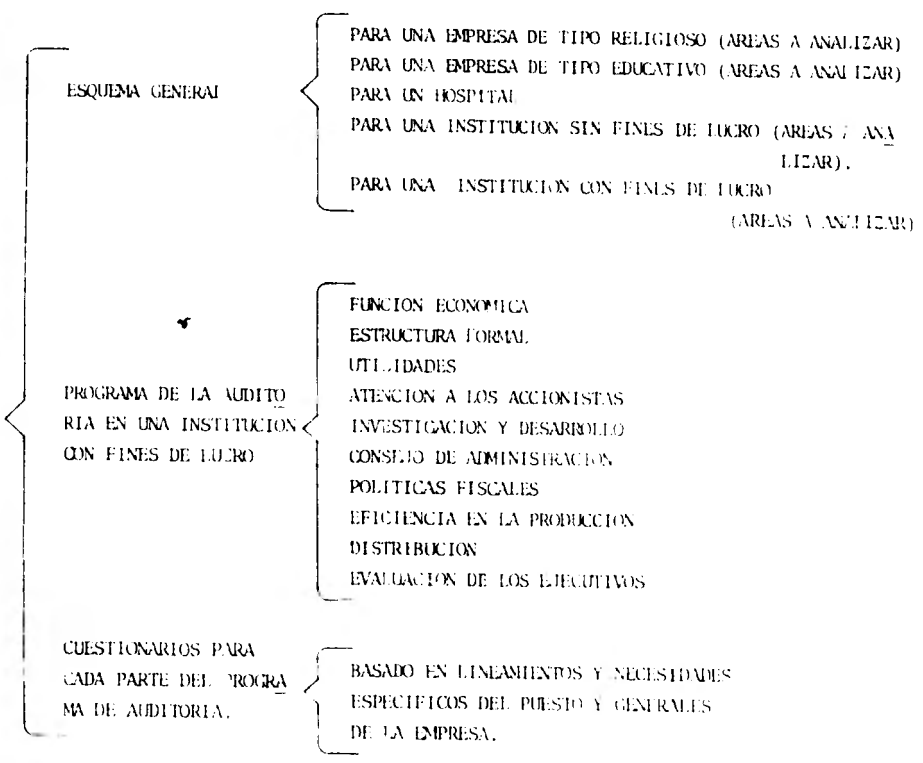 ESQUEMA GENERAL
PARA UNA EMPRESA DE TIPO RELIGIOSO (AREAS A ANALIZAR)
PARA UNA EMPRESA DE TIPO EDUCATIVO (AREAS A ANALIZAR)
PARA UN HOSPITAL
PARA UNA INSTITUCION SIN FINES DE LUCRO (AREAS A ANA
LIZAR).
PARA UNA INSTITUCION CON FINES DE LUCRO
(AREAS A ANALIZAR)
PROGRAMA DE LA AUDITO
RIA EN UNA INSTITUCION
CON FINES DE LUCRO
FUNCION ECONOMICA
ESTRUCTURA FORMAL
UTILIDADES
ATENCION A LOS ACCIONISTAS
INVESTIGACION Y DESARROLLO
CONSEJO DE ADMINISTRACION
POLITICAS FISCALES
EFICIENCIA EN LA PRODUCCION
DISTRIBUCION
EVALUACION DE LOS EJECUTIVOS
CUESTIONARIOS PARA
CADA PARTE DEL PROGRA
MA DE AUDITORIA.
BASADO EN LINEAMIENTOS Y NECESIDADES
ESPECIFICOS DEL PUESTO Y GENERALES
DE LA EMPRESA.